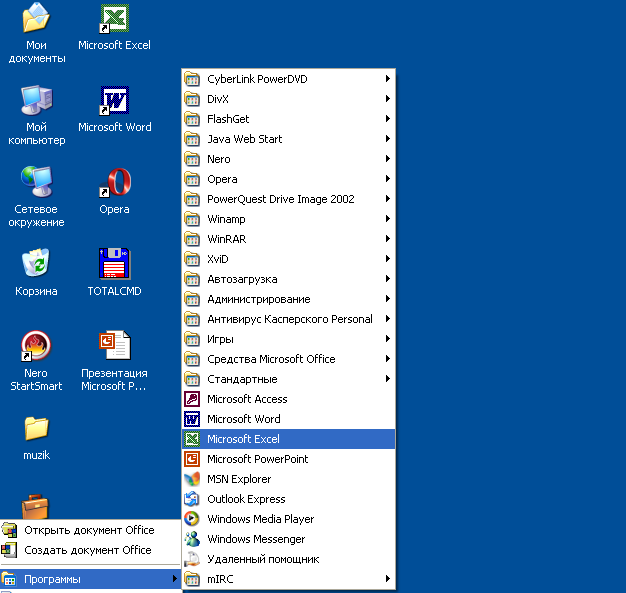 Мои
документы
Microsoft Excel
Мой
компьютер
Microsoft Word
Сетевое
окружение
Opera
Корзина
TOTALCMD
Nero
StartSmart
Презентация
Microsoft P...
muzik
Открыть документ Office
Создать документ Office
Программы
CyberLink PowerDVD
DivX
FlashGet
Java Web Start
Nero
Opera
PowerQuest Drive Image 2002
Winamp
WinRAR
XviD
Автозагрузка
Администрирование
Антивирус Касперского Personal
Игры
Средства Microsoft Office
Стандартные
Microsoft Access
Microsoft Word
Microsoft Excel
Microsoft PowerPoint
MSN Explorer
Outlook Express
Windows Media Player
Windows Messenger
Удаленный помощник
mIRC